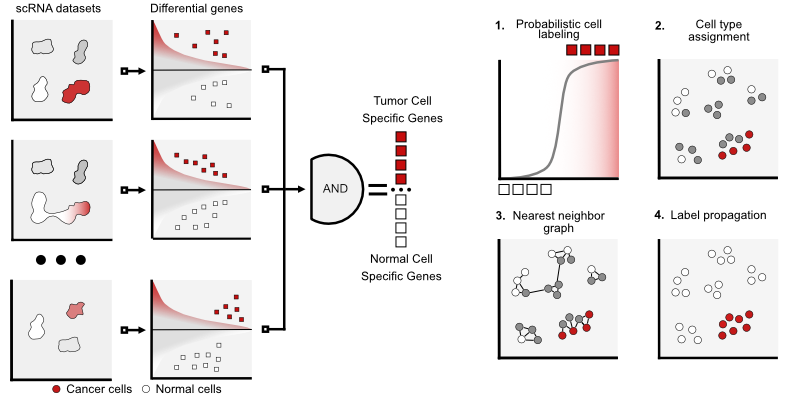 scRNA datasets
Differential genes
AND
Tumor Cell
Specific Genes
Normal Cell
Specific Genes
Cancer cells
Normal cells
1. Probabilistic cell
labeling
2. Cell type
assignment
3. Nearest neighbor
graph
4. Label propagation